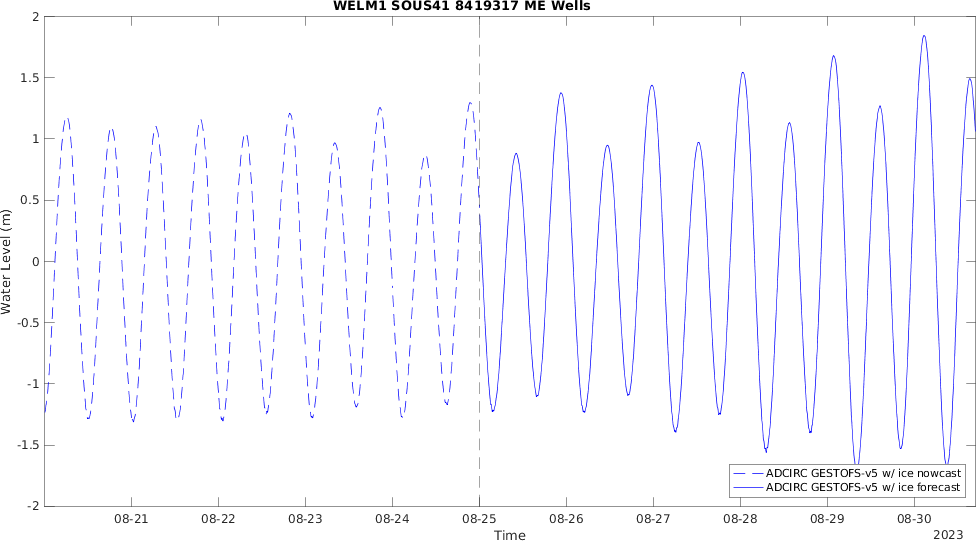 WELM1 SOUS41 8419317 ME Wells
2
1.5
1
0.5
0
-0.5
-1
-1.5
-2
Water Level (m)
ADCIRC GESTOFS-v5 w/ ice nowcast
ADCIRC GESTOFS-v5 w/ ice forecast
08-21 08-22 08-23 08-24 08-25 08-26 08-27 08-28 08-29 08-30
Time
2023